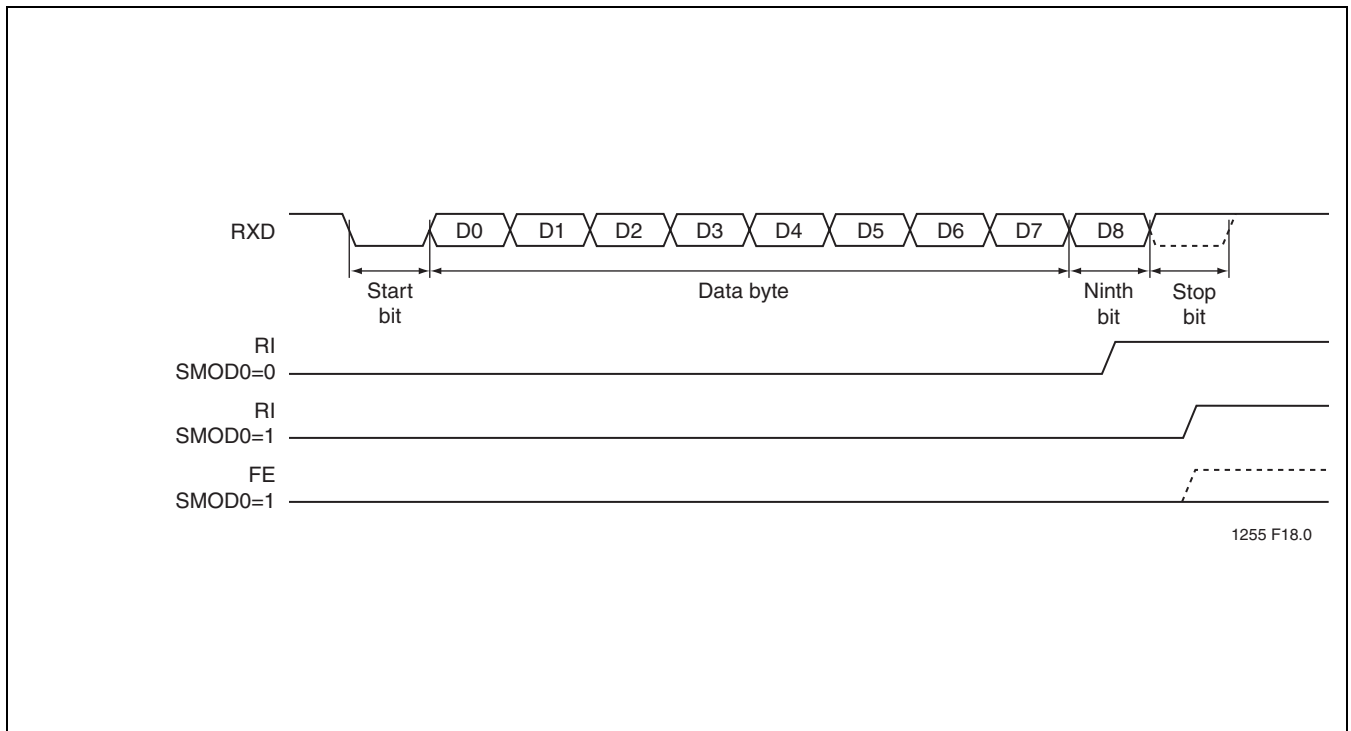 RXD
D0 D1 D2 D3 D4 D5 D6 D7 D8
Start
bit
Data byte
Ninth
bit
Stop
bit
RI
SMOD0=0
RI
SMOD0=1
FE
SMOD0=1
1255 F18.0